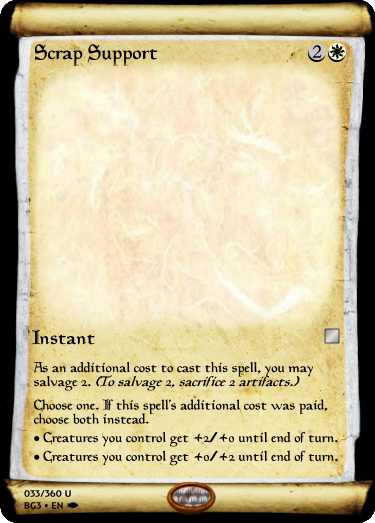 Scrap Support 2
Instant
As an additional cost to cast this spell, you may
salvage 2. (To salvage 2, sacrifice 2 artifacts.)
Choose one. If this spell's additional cost was paid,
choose both instead.
• Creatures you control get +2/+0 until end of turn.
• Creatures you control get +0/+2 until end of turn.
033/360 U
BG3 • EN